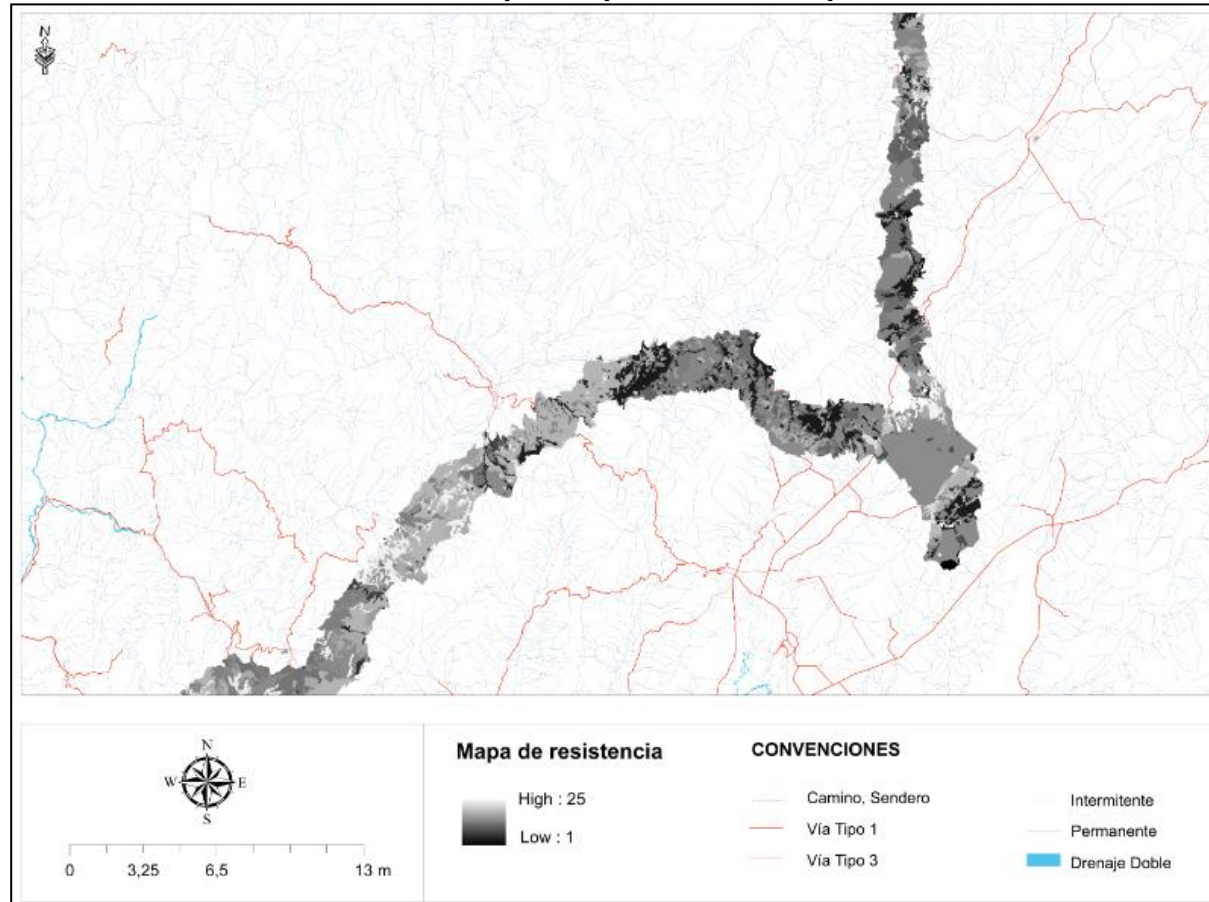 N
N
W E
S
0 3,25 6,5 13 m
Mapa de resistencia
High : 25
Low : 1
CONVENCIONES
Camino, Sendero
Vía Tipo 1
Vía Tipo 3
Intermitente
Permanente
Drenaje Doble